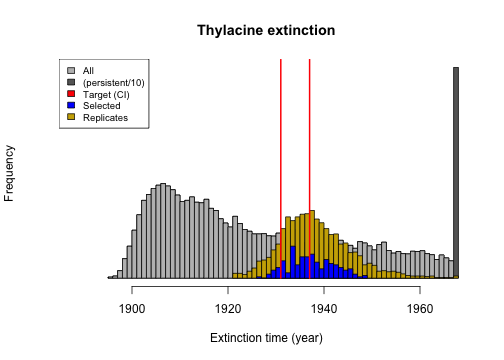 Thylacine extinction
All
(persistent/10)
Target (CI)
Selected
Replicates
Frequency
1900 1920 1940 1960
Extinction time (year)